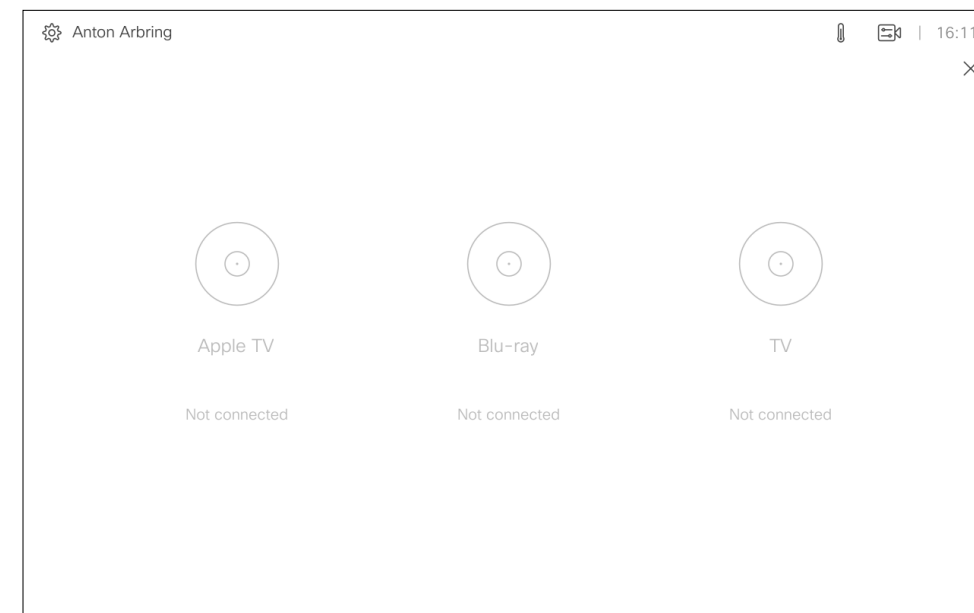 Anton Arbring | 16:11
Apple TV Blu-ray TV
Not connected Not connected Not connected